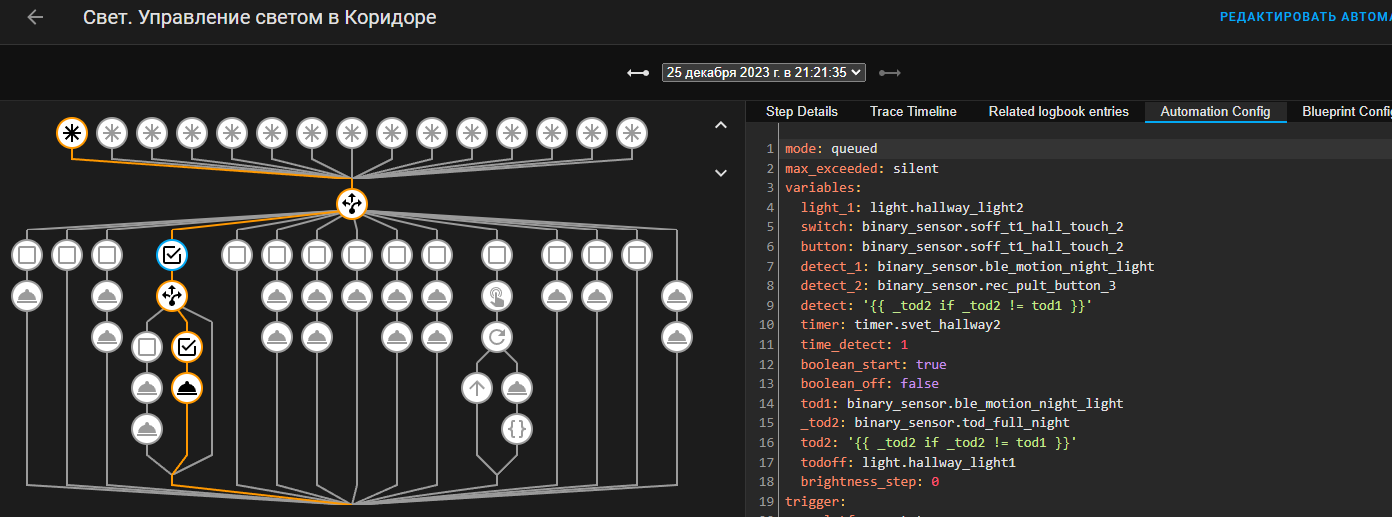 Свет. Управление светом в Коридоре
РЕДАКТИРОВАТЬ АВТОМА
25 декабря 2023 г. в 21:21:35
Step Details Trace Timeline Related logbook entries Automation Config Blueprint Config
1 mode: queued
2 max_exceeded: silent
3 variables:
4 light_1: light.hallway_light2
5 switch: binary_sensor.soff_t1_hall_touch_2
6 button: binary_sensor.soff_t1_hall_touch_2
7 detect_1: binary_sensor.ble_motion_night_light
8 detect_2: binary_sensor.rec_pult_button_3
9 detect: '{{ _tod2 if _tod2 != tod1 }}'
10 timer: timer.svet_hallway2
11 time_detect: 1
12 boolean_start: true
13 boolean_off: false
14 tod1: binary_sensor.ble_motion_night_light
15 _tod2: binary_sensor.tod_full_night
16 tod2: '{{ _tod2 if _tod2 != tod1 }}'
17 todoff: light.hallway_light1
18 brightness_step: 0
19 trigger: